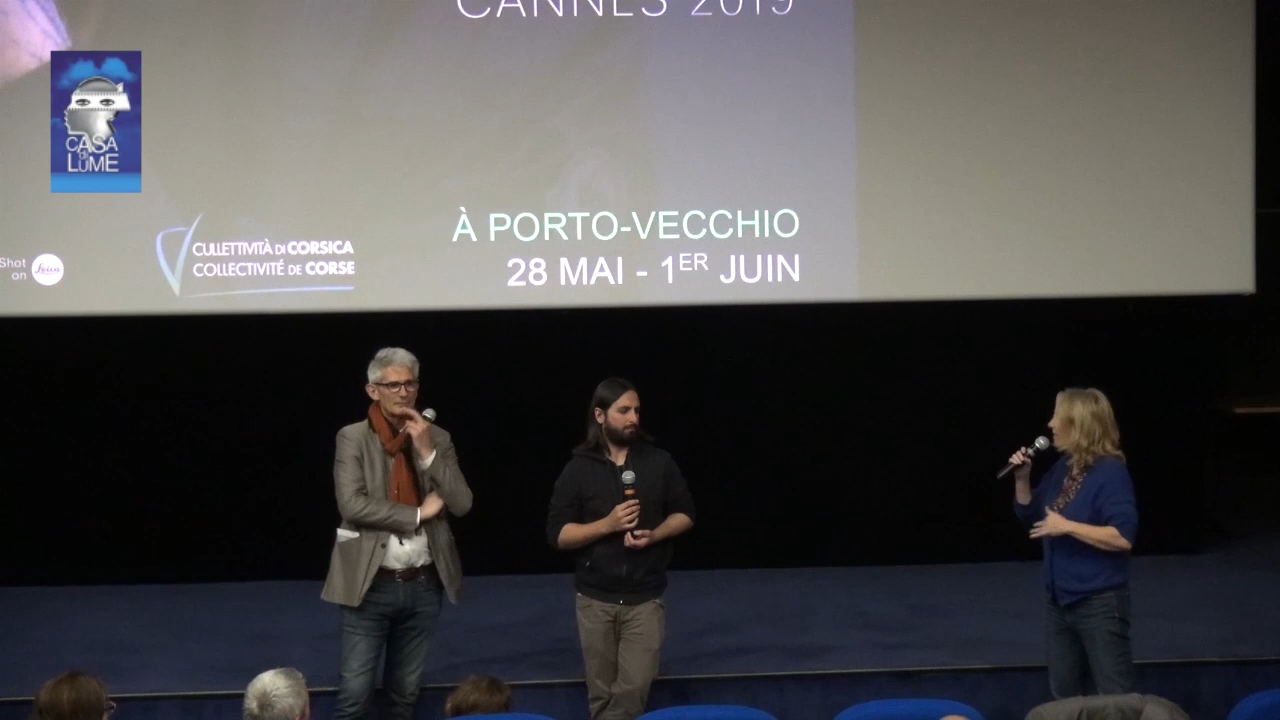 CANNES 2019
CASA
di
LUME
À PORTO-VECCHIO
28 MAI - 1ER JUIN
CULLETTIVITÀ DI CORSICA
COLLECTIVITÉ DE CORSE
Shot
on
Leica